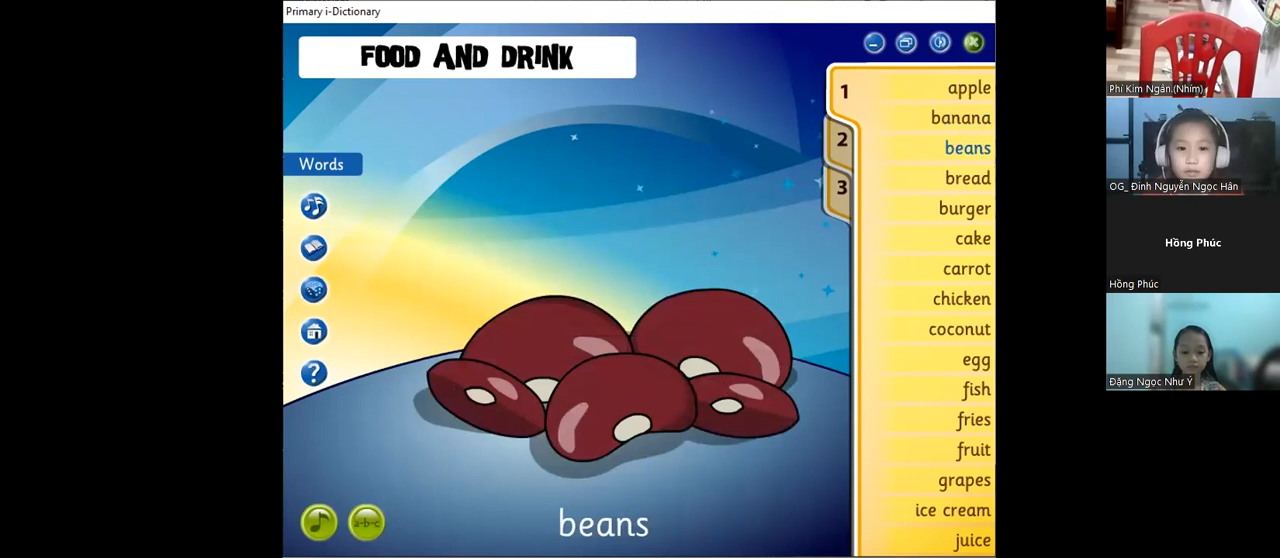 Primary i-Dictionary
FOOD AND DRINK
Words
?
a-b-c
beans
1
2
3
apple
banana
beans
bread
burger
cake
carrot
chicken
coconut
egg
fish
fries
fruit
grapes
ice cream
juice
Phí Kim Ngân.(Nhím)
OG_ Đinh Nguyễn Ngọc Hân
Hồng Phúc
Hồng Phúc
Đặng Ngọc Như Ý